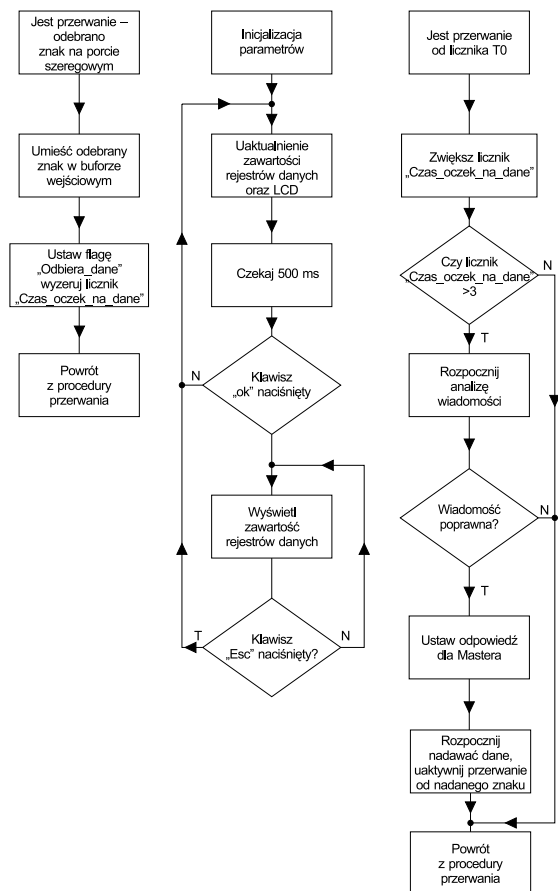 Jest przerwanie –
odebrano
znak na porcie
szeregowym
Umieść odebrany
znak w buforze
wejściowym
Ustaw flagę
„Odbiera_dane”
wyzeruj licznik
„Czas_oczek_na_dane”
Powrót
z procedury
przerwania
Inicjalizacja
parametrów
Uaktualnienie
zawartości
rejestrów danych
oraz LCD
Czekaj 500 ms
N
Klawisz
„ok” naciśnięty
Wyświetl
zawartość
rejestrów danych
T
Klawisz
„Esc” naciśnięty?
N
Jest przerwanie
od licznika T0
Zwiększ licznik
„Czas_oczek_na_dane”
Czy licznik
„Czas_oczek_na_dane”
>3
N
T
Rozpocznij
analizę
wiadomości
Wiadomość
poprawna?
N
T
Ustaw odpowiedź
dla Mastera
Rozpocznij
nadawać dane,
uaktywnij przerwanie
od nadanego znaku
Powrót
z procedury
przerwania